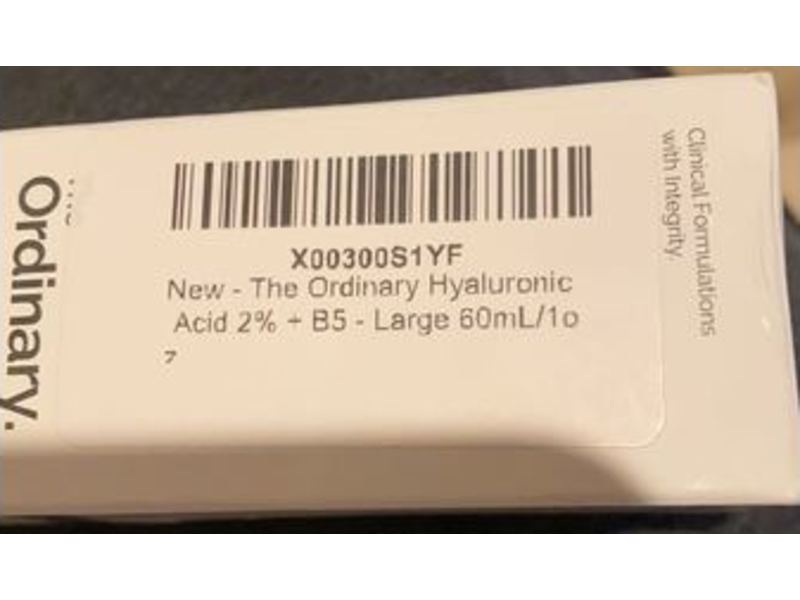 Ordinary.
X00300S1YF
New - The Ordinary Hyaluronic
Acid 2% + B5 - Large 60mL/1o
z
Clinical Formulations
with Integrity.